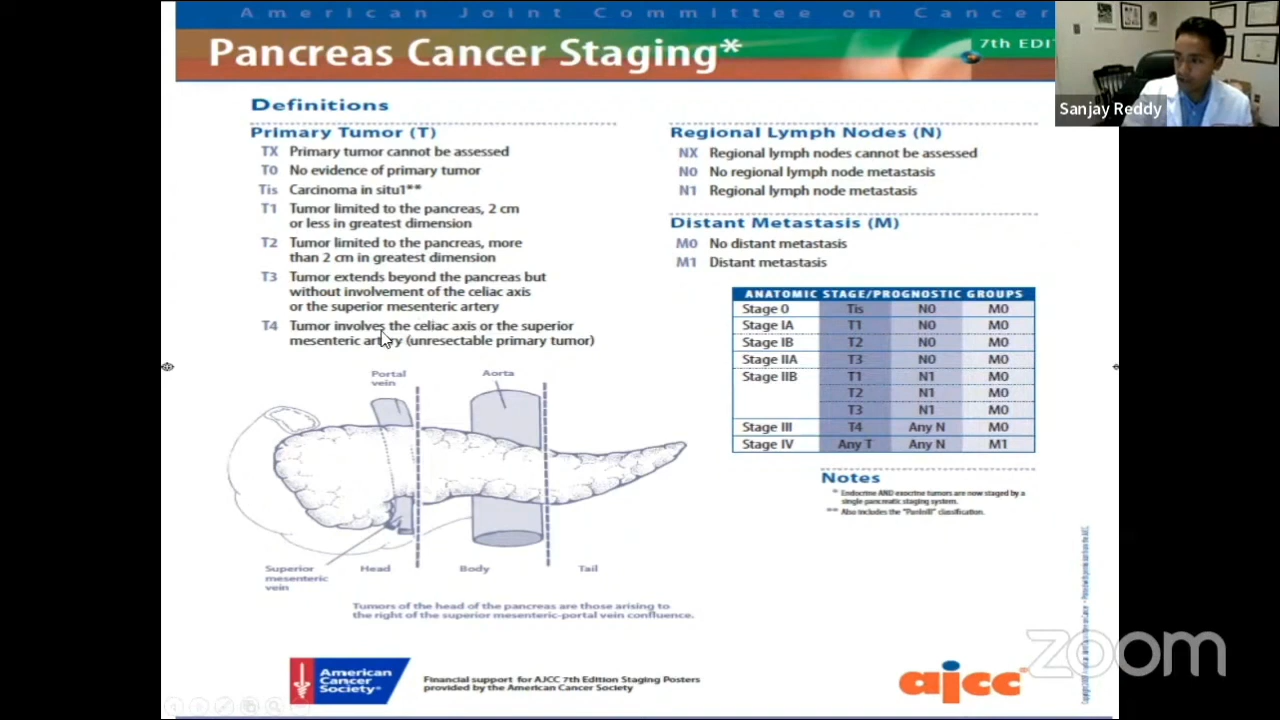 American Joint Committee on Cancer
Pancreas Cancer Staging*
7th EDI
Sanjay Reddy
Definitions
Primary Tumor (T)
TX Primary tumor cannot be assessed
T0 No evidence of primary tumor
Tis Carcinoma in situ1**
T1 Tumor limited to the pancreas, 2 cm
or less in greatest dimension
T2 Tumor limited to the pancreas, more
than 2 cm in greatest dimension
T3 Tumor extends beyond the pancreas but
without involvement of the celiac axis
or the superior mesenteric artery
T4 Tumor involves the celiac axis or the superior
mesenteric artery (unresectable primary tumor)
Regional Lymph Nodes (N)
NX Regional lymph nodes cannot be assessed
N0 No regional lymph node metastasis
N1 Regional lymph node metastasis
Distant Metastasis (M)
M0 No distant metastasis
M1 Distant metastasis
ANATOMIC STAGE/PROGNOSTIC GROUPS
Stage 0 Tis N0 M0
Stage IA T1 N0 M0
Stage IB T2 N0 M0
Stage IIA T3 N0 M0
Stage IIB T1 N1 M0
T2 N1 M0
T3 N1 M0
Stage III T4 Any N M0
Stage IV Any T Any N M1
Notes
* Endocrine AND exocrine tumors are now staged by a
single pancreatic staging system.
** Also includes the "PanInIII" classification.
Portal
vein
Aorta
Superior
mesenteric
vein
Head
Body
Tail
Tumors of the head of the pancreas are those arising to
the right of the superior mesenteric-portal vein confluence.
American
Cancer
Society®
Financial support for AJCC 7th Edition Staging Posters
provided by the American Cancer Society
ajcc
zoom